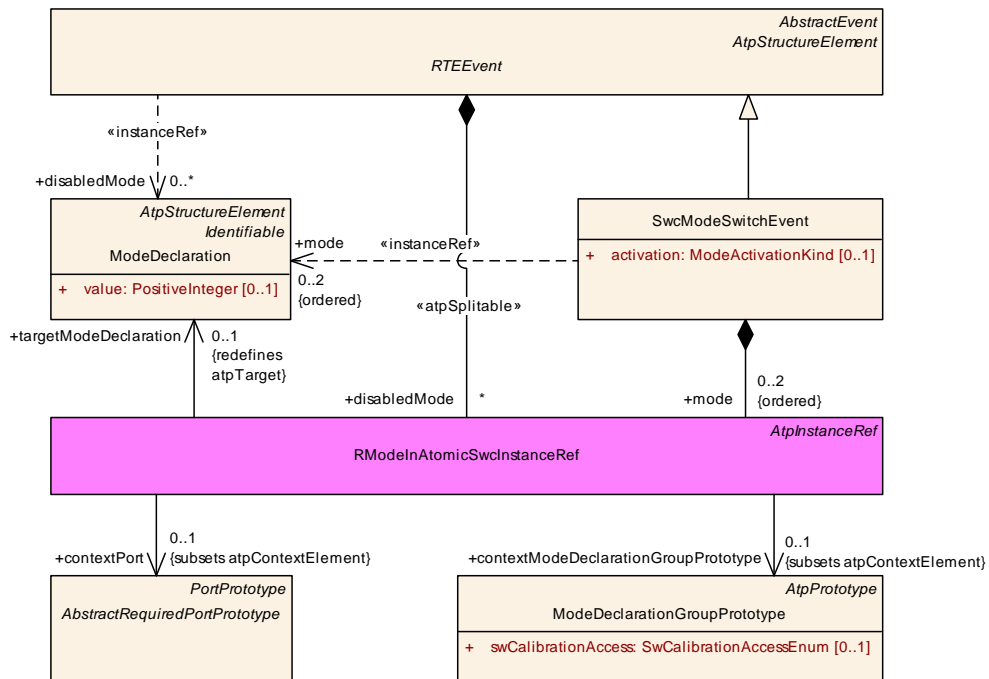 AbstractEvent
AtpStructureElement
RTEEvent
«instanceRef»
+disabledMode
0..*
AtpStructureElement
Identifiable
ModeDeclaration
+ value: PositiveInteger [0..1]
SwcModeSwitchEvent
+ activation: ModeActivationKind [0..1]
+mode
«instanceRef»
0..2
{ordered}
«atpSplitable»
+targetModeDeclaration
0..1
{redefines
atpTarget}
+disabledMode
*
+mode
0..2
{ordered}
AtpInstanceRef
RModeInAtomicSwcInstanceRef
+contextPort
0..1
{subsets atpContextElement}
+contextModeDeclarationGroupPrototype
0..1
{subsets atpContextElement}
PortPrototype
AbstractRequiredPortPrototype
AtpPrototype
ModeDeclarationGroupPrototype
+ swCalibrationAccess: SwCalibrationAccessEnum [0..1]